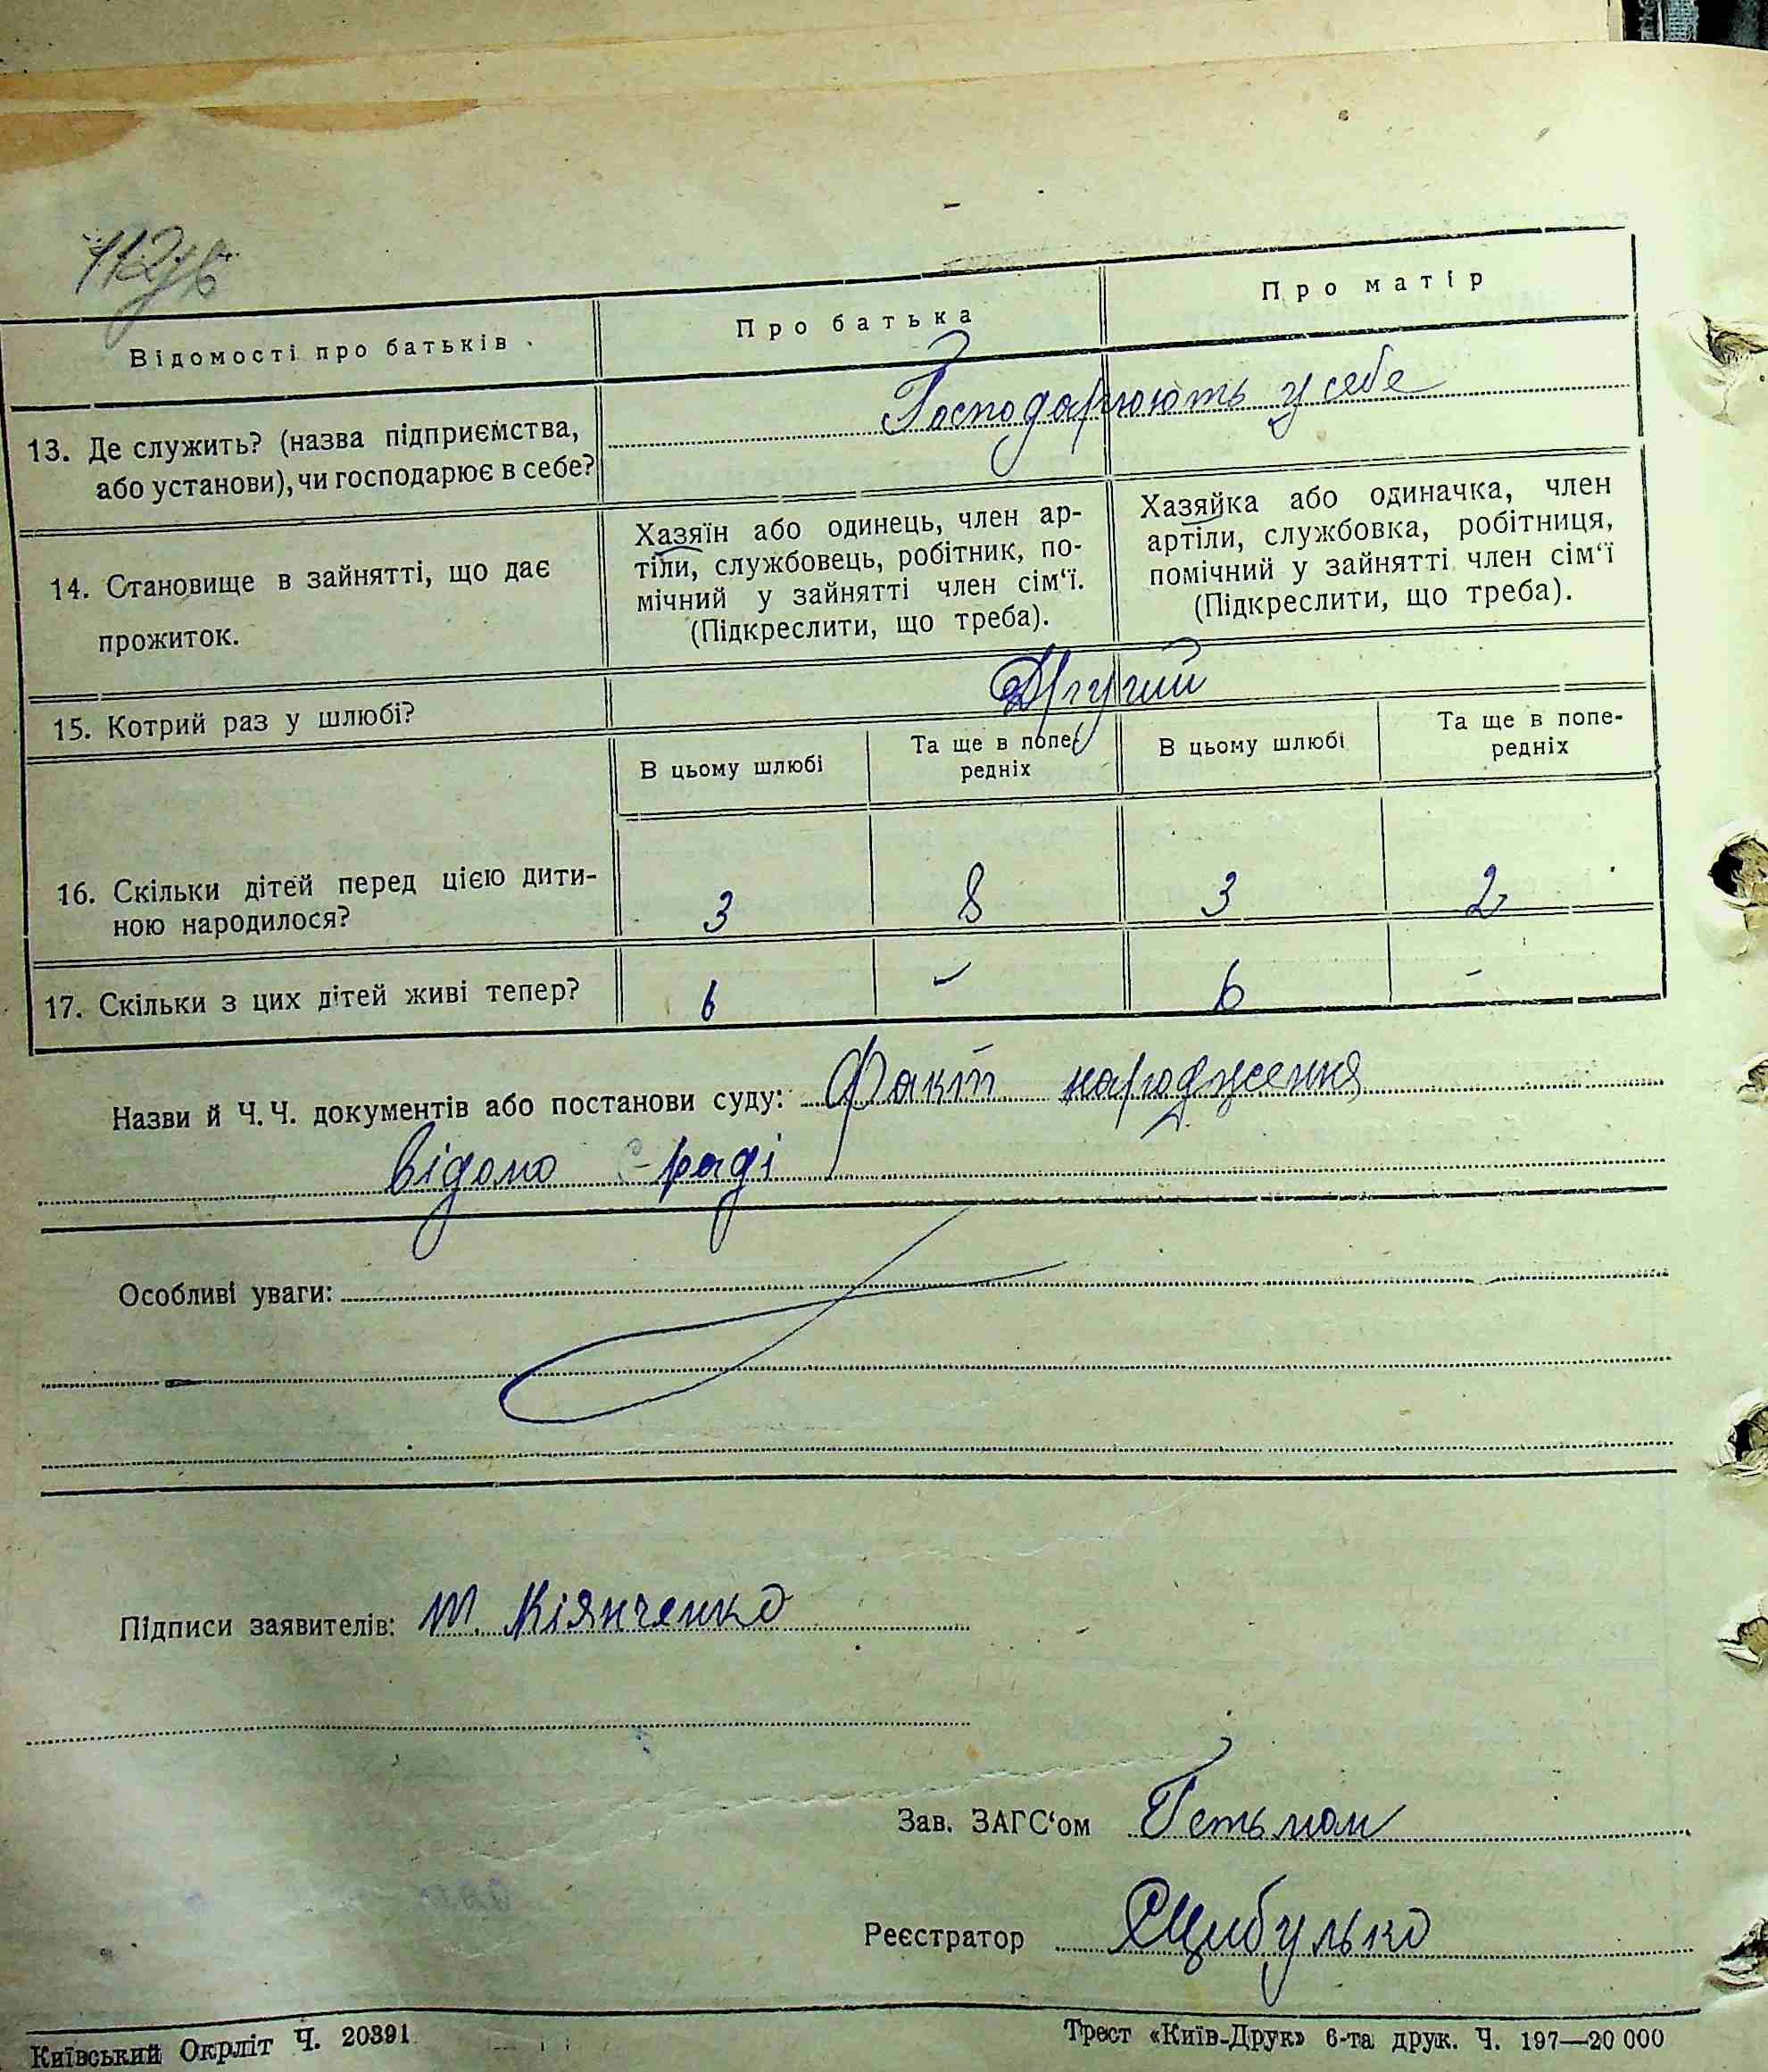 112зв
Відомості про батьків
Про батька
Про матір
13. Де служить? (назва підприємства,
або установи), чи господарює в себе?
Господарюють у себе
14. Становище в зайнятті, що дає
прожиток.
Хазяїн або одинець, член ар-
тіли, службовець, робітник, по-
мічний у зайнятті член сім‘ї.
(Підкреслити, що треба).
Хазяйка або одиначка, член
артіли, службовка, робітниця,
помічний у зайнятті член сім‘ї
(Підкреслити, що треба).
15. Котрий раз у шлюбі?
Другий
В цьому шлюбі
Та ще в попе-
редніх
В цьому шлюбі
Та ще в попе-
редніх
16. Скільки дітей перед цією дити-
ною народилося?
3 8 3 2
17. Скільки з цих дітей живі тепер?
6 – 6 –
Назви й Ч. Ч. документів або постанови суду: Факт народження
відомо с-раді
Особливі уваги:
Підписи заявителів: Т. Кіянченко
Зав. ЗАГС‘ом Гетьман
Реєстратор Цибулько
Київський Окрліт Ч. 20391
Трест «Київ-Друк» 6-та друк. Ч. 197—20 000